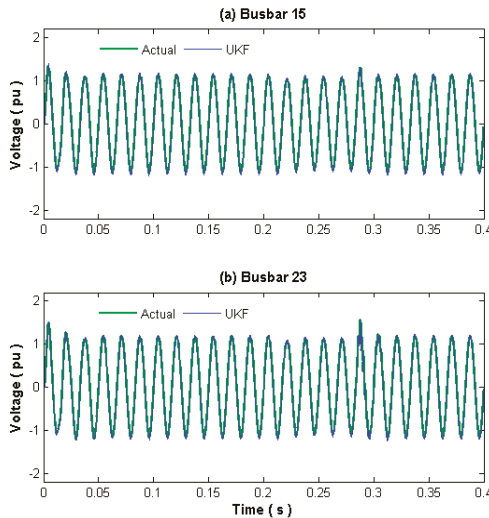 (a) Busbar 15
Actual UKF
Voltage ( pu )
2
1
0
-1
-2
0 0.05 0.1 0.15 0.2 0.25 0.3 0.35 0.4
(b) Busbar 23
Actual UKF
Voltage ( pu )
2
1
0
-1
-2
0 0.05 0.1 0.15 0.2 0.25 0.3 0.35 0.4
Time ( s )